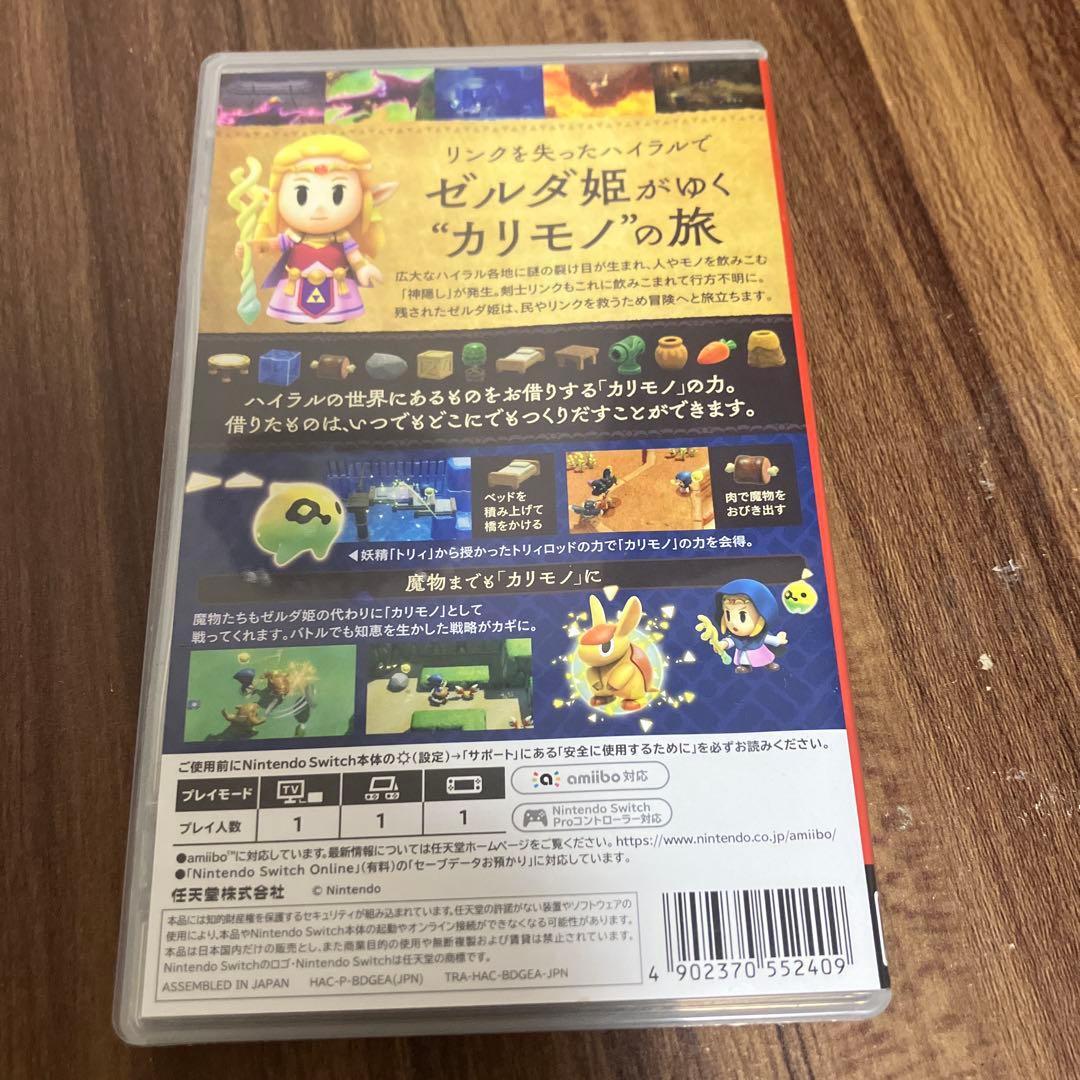 リンクを失ったハイラルで
ゼルダ姫がゆく
“カリモノ”の旅
広大なハイラル各地に謎の裂け目が生まれ、人やモノを飲みこむ
「神隠し」が発生。剣士リンクもこれに飲みこまれて行方不明に。
残されたゼルダ姫は、民やリンクを救うため冒険へと旅立ちます。
ハイラルの世界にあるものをお借りする「カリモノ」の力。
借りたものは、いつでもどこにでもつくりだすことができます。
ベッドを
積み上げて
橋をかける
肉で魔物を
おびき出す
◀妖精「トリィ」から授かったトリィロッドの力で「カリモノ」の力を会得。
魔物までも「カリモノ」に
魔物たちもゼルダ姫の代わりに「カリモノ」として
戦ってくれます。バトルでも知恵を生かした戦略がカギに。
ご使用前にNintendo Switch本体の(設定)→「サポート」にある「安全に使用するために」を必ずお読みください。
プレイモード TV
プレイ人数 1 1 1
amiibo対応
Nintendo Switch
Proコントローラー対応
●amiibo™に対応しています。最新情報については任天堂ホームページをご覧ください。https://www.nintendo.co.jp/amiibo/
●「Nintendo Switch Online」(有料)の「セーブデータお預かり」に対応しています。
任天堂株式会社 © Nintendo
本品には知的財産権を保護するセキュリティが組み込まれています。任天堂の許諾がない装置やソフトウェアの
使用により、本品やNintendo Switch本体の起動やオンライン接続ができなくなる可能性があります。
本品は日本国内だけの販売とし、また商業目的の使用や無断複製および賃貸は禁止されています。
Nintendo Switchのロゴ・Nintendo Switchは任天堂の商標です。
ASSEMBLED IN JAPAN HAC-P-BDGEA(JPN) TRA-HAC-BDGEA-JPN
4 902370 552409